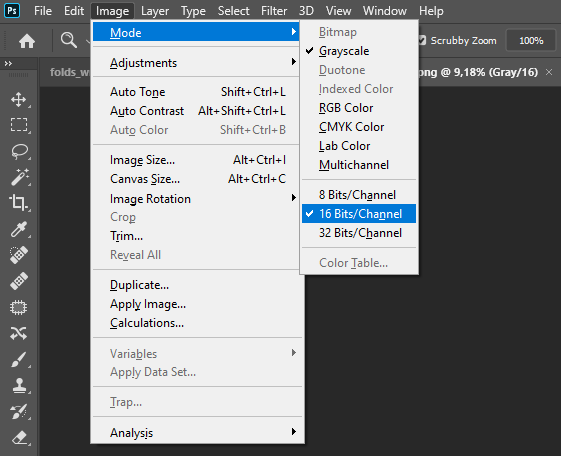 Ps File Edit Image Layer Type Select Filter 3D View Window Help
Scrubby Zoom 100%
folds_w
.png @ 9,18% (Gray/16) ×
Mode
Adjustments
Auto Tone Shift+Ctrl+L
Auto Contrast Alt+Shift+Ctrl+L
Auto Color Shift+Ctrl+B
Image Size... Alt+Ctrl+I
Canvas Size... Alt+Ctrl+C
Image Rotation
Crop
Trim...
Reveal All
Duplicate...
Apply Image...
Calculations...
Variables
Apply Data Set...
Trap...
Analysis
Bitmap
Grayscale
Duotone
Indexed Color
RGB Color
CMYK Color
Lab Color
Multichannel
8 Bits/Channel
16 Bits/Channel
32 Bits/Channel
Color Table...